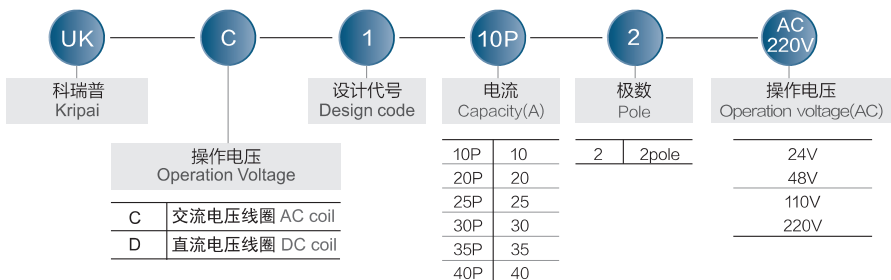 UK
C
1
10P
2
AC
220V
科瑞普
Kripai
设计代号
Design code
电流
Capacity(A)
极数
Pole
操作电压
Operation voltage(AC)
操作电压
Operation Voltage
C 交流电压线圈 AC coil
D 直流电压线圈 DC coil
10P 10
20P 20
25P 25
30P 30
35P 35
40P 40
2 2pole
24V
48V
110V
220V